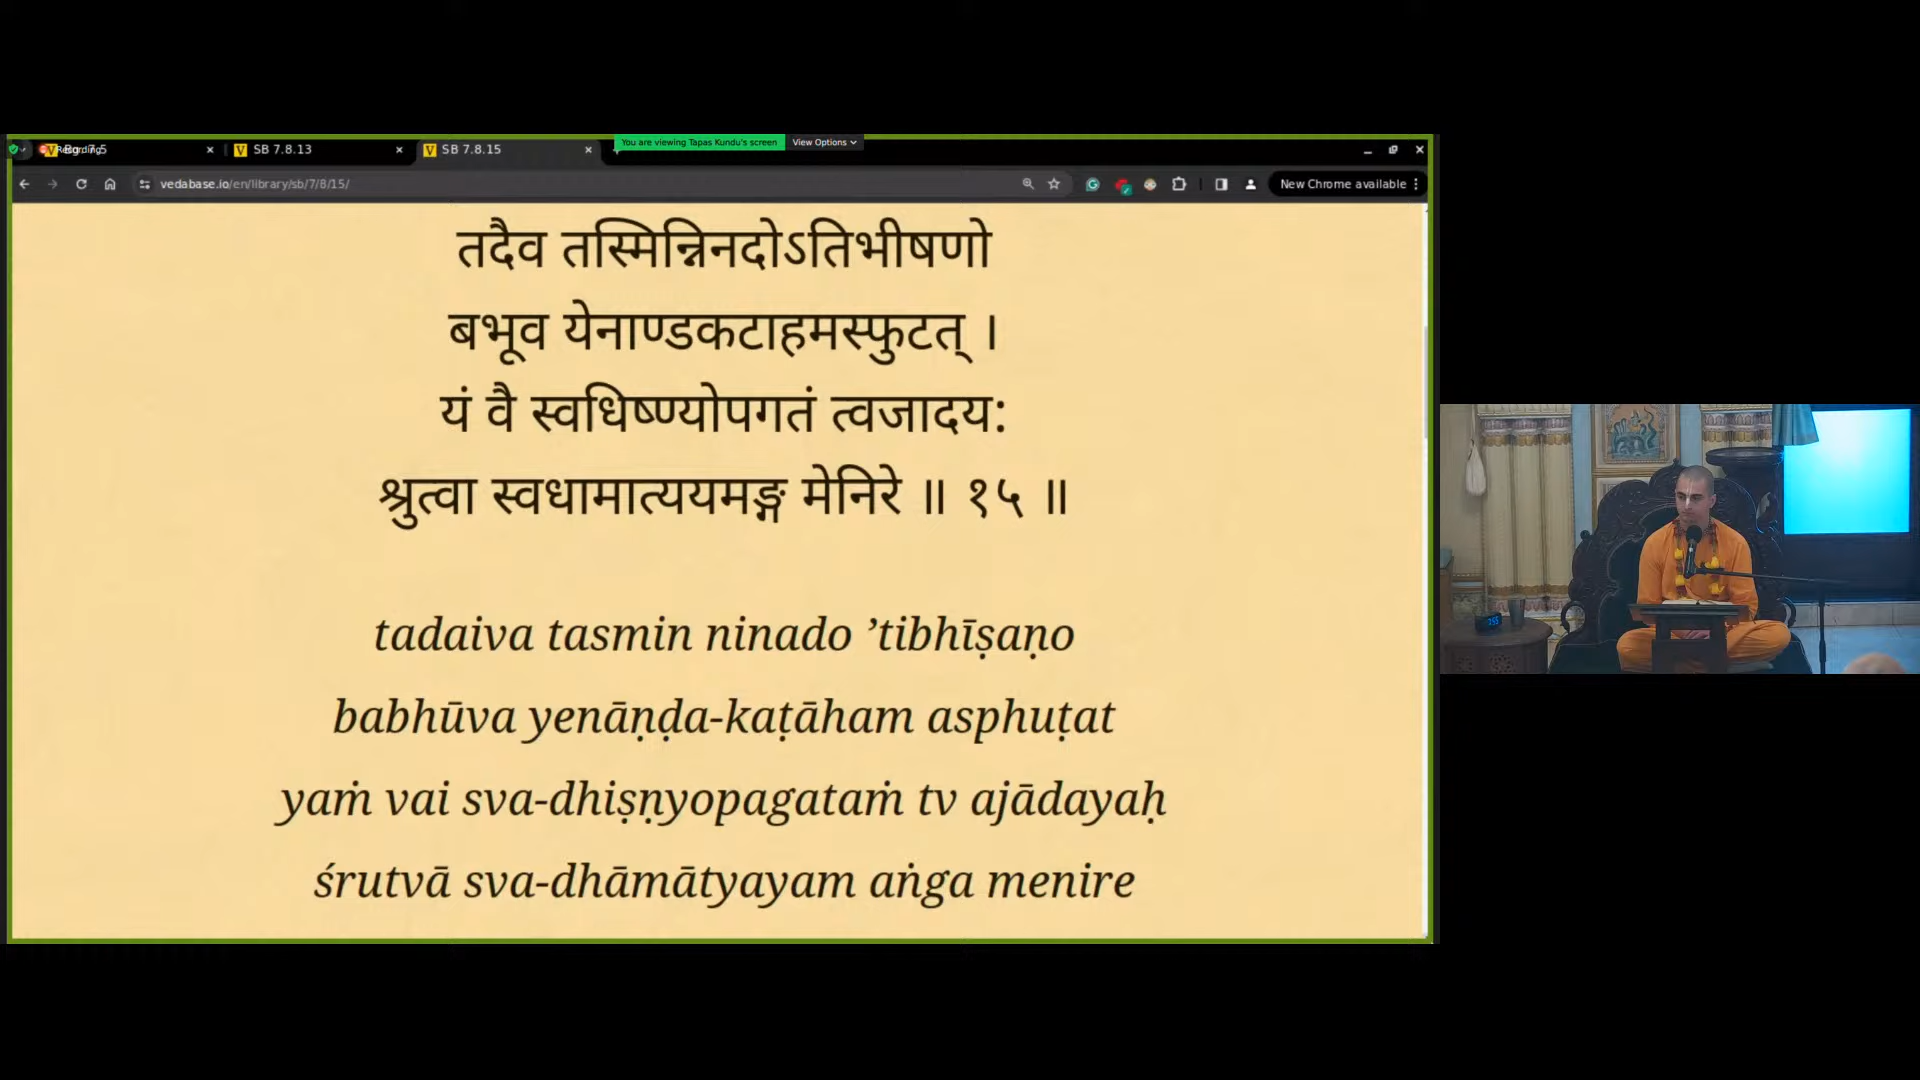 Recording
SB 7.8.13
SB 7.8.15
You are viewing Tapas Kundu's screen
View Options
vedabase.io/en/library/sb/7/8/15/
New Chrome available
तदैव तस्मिन्निनदोऽतिभीषणो
बभूव येनाण्डकटाहमस्फुटत् ।
यं वै स्वधिष्ण्योपगतं त्वजादय:
श्रुत्वा स्वधामात्ययमङ्ग मेनिरे ॥ १५ ॥
tadaiva tasmin ninado ’tibhīṣaṇo
babhūva yenāṇḍa-kaṭāham asphuṭat
yaṁ vai sva-dhiṣṇyopagataṁ tv ajādayaḥ
śrutvā sva-dhāmātyayam aṅga menire